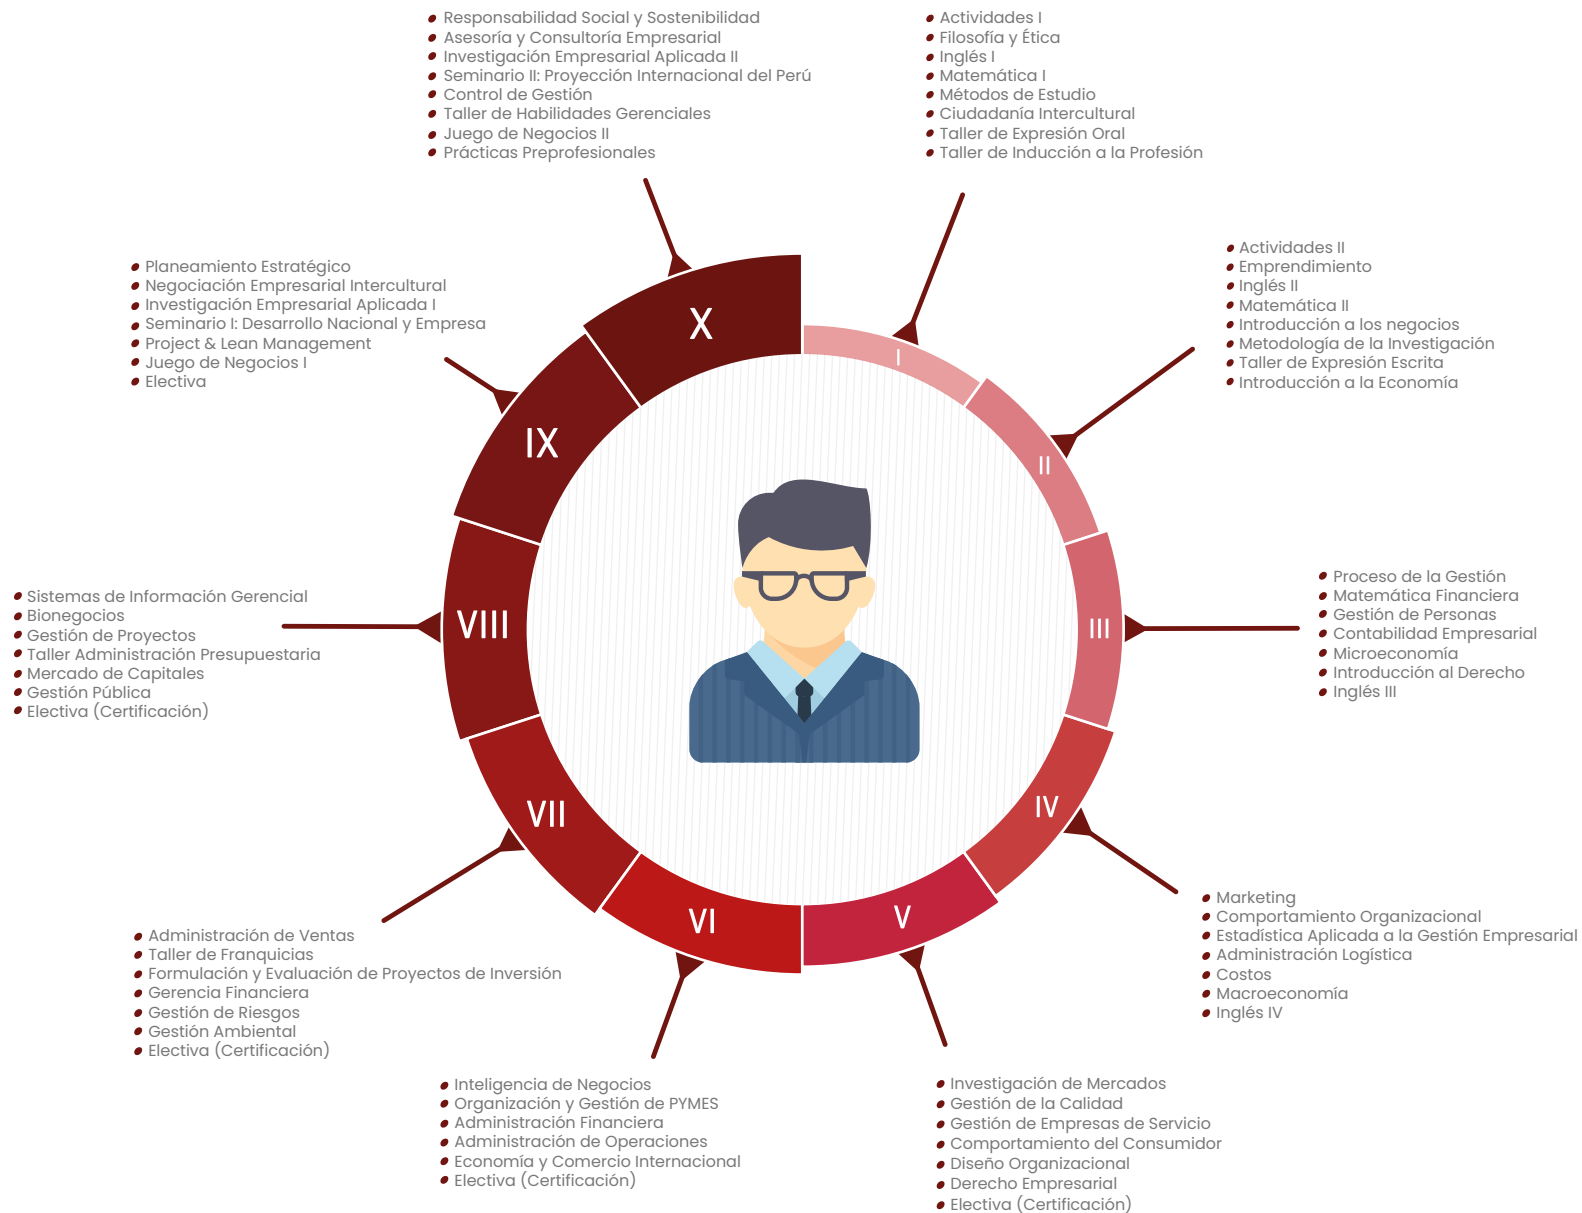 I
Actividades I
Filosofía y Ética
Inglés I
Matemática I
Métodos de Estudio
Ciudadanía Intercultural
Taller de Expresión Oral
Taller de Inducción a la Profesión
II
Actividades II
Emprendimiento
Inglés II
Matemática II
Introducción a los negocios
Metodología de la Investigación
Taller de Expresión Escrita
Introducción a la Economía
III
Proceso de la Gestión
Matemática Financiera
Gestión de Personas
Contabilidad Empresarial
Microeconomía
Introducción al Derecho
Inglés III
IV
Marketing
Comportamiento Organizacional
Estadística Aplicada a la Gestión Empresarial
Administración Logística
Costos
Macroeconomía
Inglés IV
V
Investigación de Mercados
Gestión de la Calidad
Gestión de Empresas de Servicio
Comportamiento del Consumidor
Diseño Organizacional
Derecho Empresarial
Electiva (Certificación)
VI
Inteligencia de Negocios
Organización y Gestión de PYMES
Administración Financiera
Administración de Operaciones
Economía y Comercio Internacional
Electiva (Certificación)
VII
Administración de Ventas
Taller de Franquicias
Formulación y Evaluación de Proyectos de Inversión
Gerencia Financiera
Gestión de Riesgos
Gestión Ambiental
Electiva (Certificación)
VIII
Sistemas de Información Gerencial
Bionegocios
Gestión de Proyectos
Taller Administración Presupuestaria
Mercado de Capitales
Gestión Pública
Electiva (Certificación)
IX
Planeamiento Estratégico
Negociación Empresarial Intercultural
Investigación Empresarial Aplicada I
Seminario I: Desarrollo Nacional y Empresa
Project & Lean Management
Juego de Negocios I
Electiva
X
Responsabilidad Social y Sostenibilidad
Asesoría y Consultoría Empresarial
Investigación Empresarial Aplicada II
Seminario II: Proyección Internacional del Perú
Control de Gestión
Taller de Habilidades Gerenciales
Juego de Negocios II
Prácticas Preprofesionales